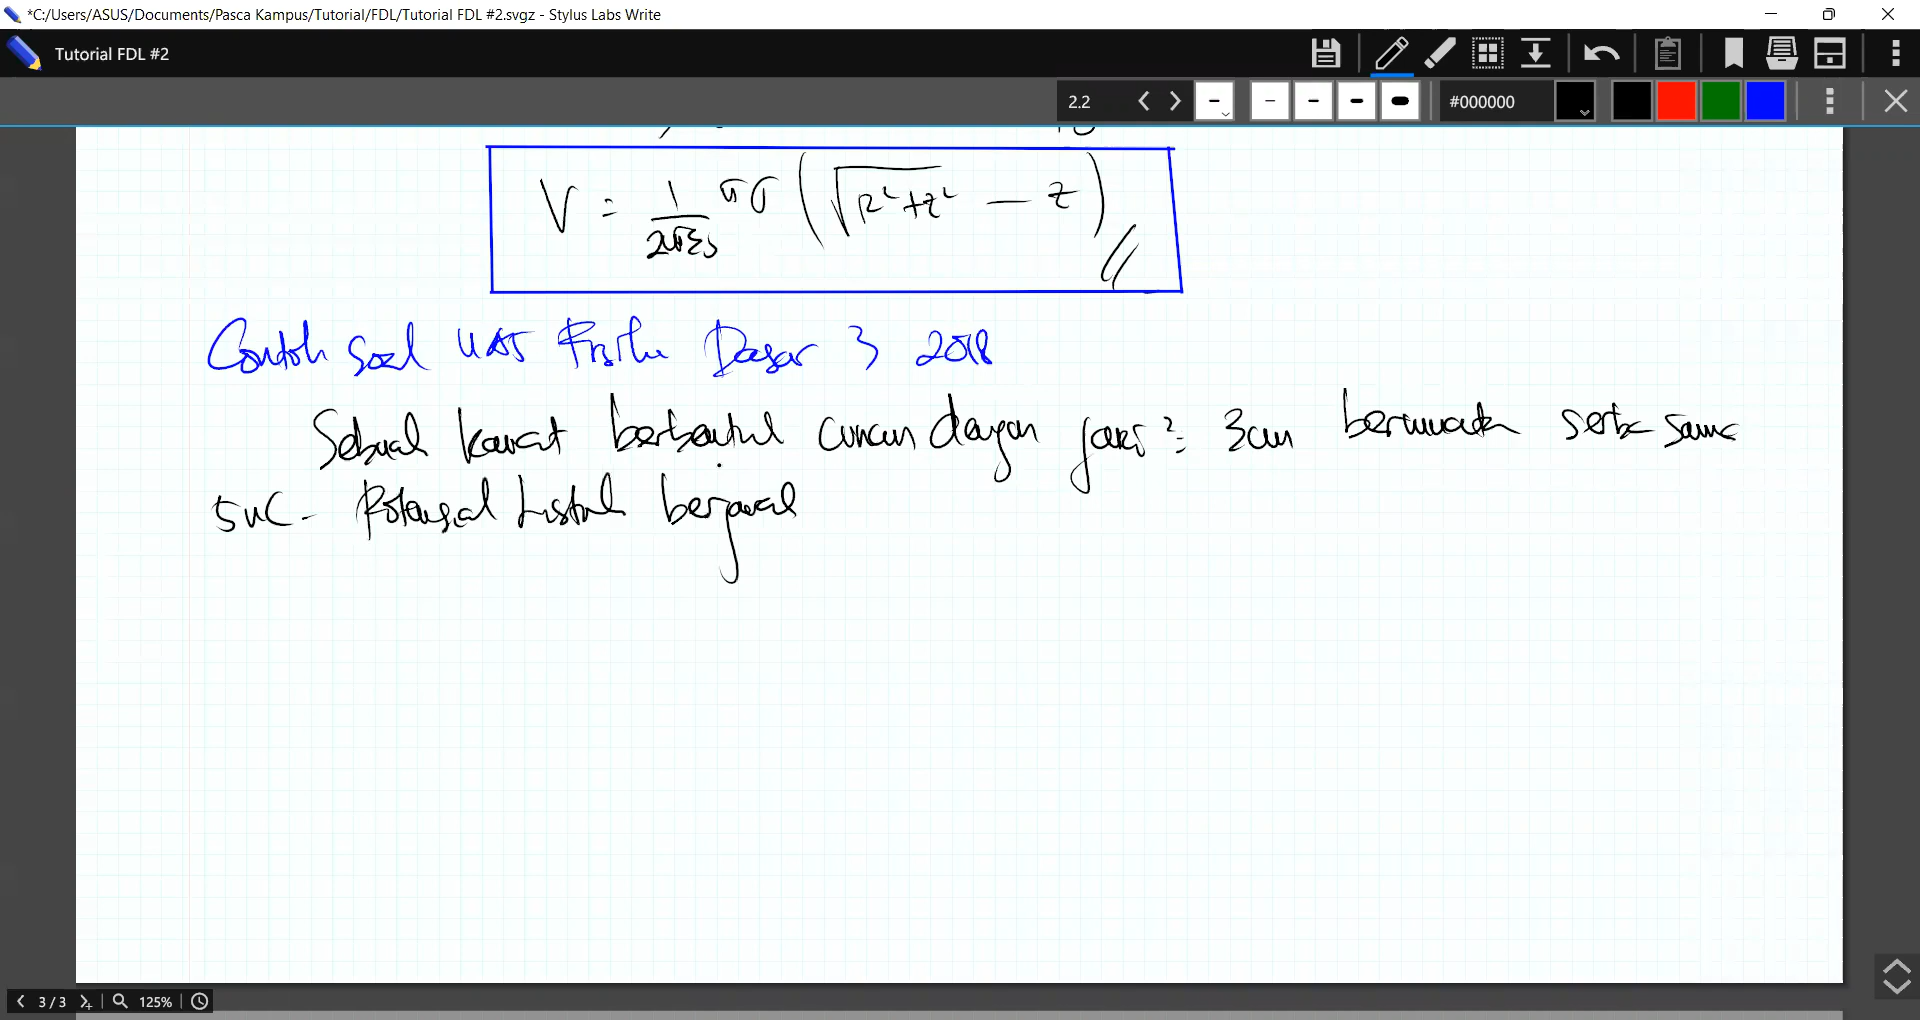 *C:/Users/ASUS/Documents/Pasca Kampus/Tutorial/FDL/Tutorial FDL #2.svgz - Stylus Labs Write
Tutorial FDL #2
2.2 #000000
V = 1/(2πε₀) πσ (√(R²+z²) − z) //
Contoh Soal UAS Fisika Dasar 3 2018
Sebuah kawat berbentuk cincin dengan jari² = 3cm bermuatan serba sama
5nC. Potensial Listrik berjarak
3 / 3 125%